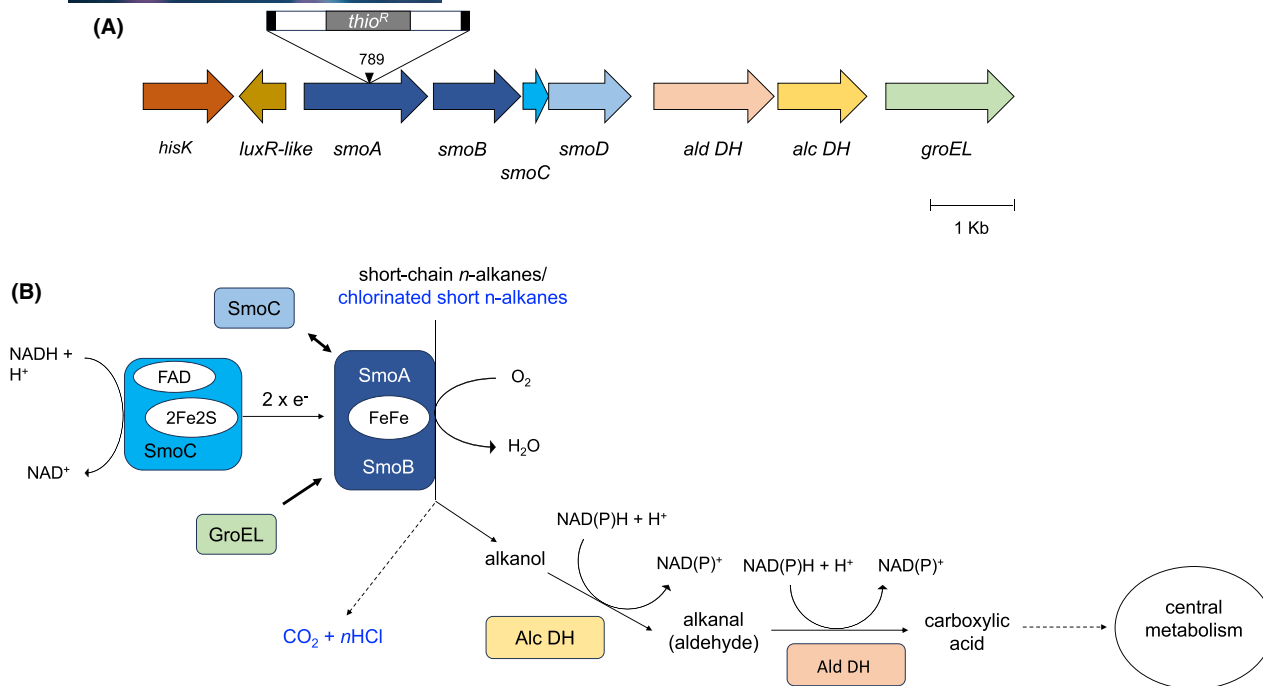 (A)
thioR
789
hisK
luxR-like
smoA
smoB
smoC
smoD
ald DH
alc DH
groEL
1 Kb
(B)
short-chain n-alkanes/
chlorinated short n-alkanes
SmoC
NADH +
H+
FAD
2Fe2S
SmoC
NAD+
2 x e-
SmoA
FeFe
SmoB
O2
H2O
GroEL
alkanol
NAD(P)H + H+
NAD(P)+
NAD(P)H + H+
NAD(P)+
CO2 + nHCl
Alc DH
alkanal
(aldehyde)
Ald DH
carboxylic
acid
central
metabolism